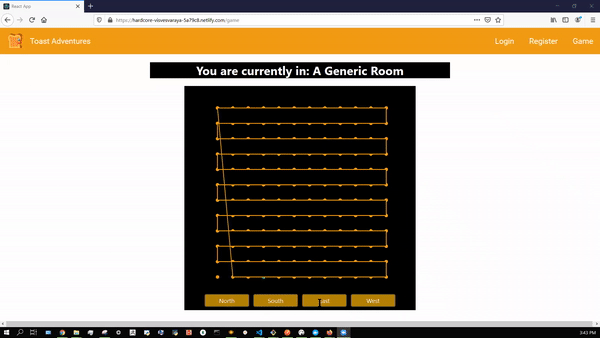 React App
https://hardcore-visvesvaraya-5a79c8.netlify.com/game
Toast Adventures
Login
Register
Game
You are currently in: A Generic Room
North
South
East
West
3:43 PM